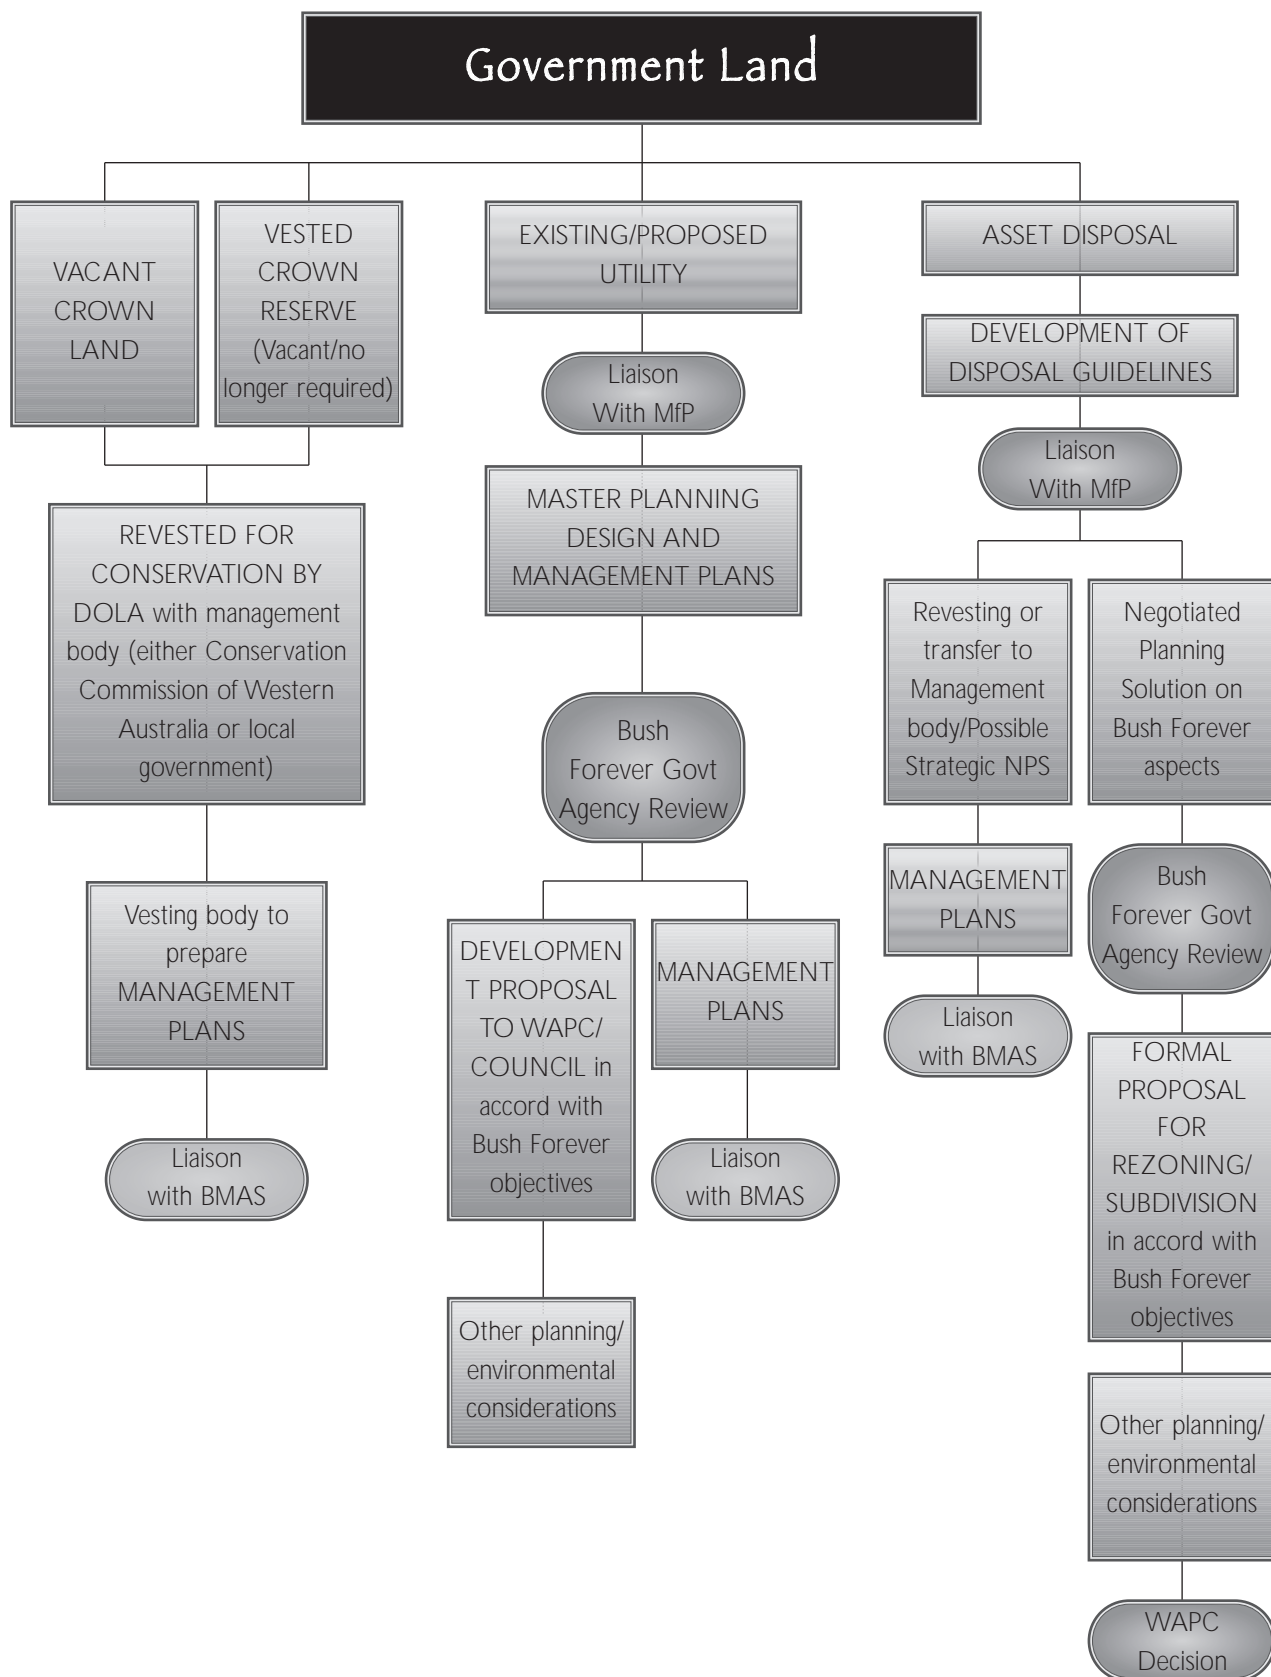 Government Land
VACANT
CROWN
LAND
VESTED
CROWN
RESERVE
(Vacant/no
longer required)
REVESTED FOR
CONSERVATION BY
DOLA with management
body (either Conservation
Commission of Western
Australia or local
government)
Vesting body to
prepare
MANAGEMENT
PLANS
Liaison
with BMAS
EXISTING/PROPOSED
UTILITY
Liaison
With MfP
MASTER PLANNING
DESIGN AND
MANAGEMENT PLANS
Bush
Forever Govt
Agency Review
DEVELOPMEN
T PROPOSAL
TO WAPC/
COUNCIL in
accord with
Bush Forever
objectives
Other planning/
environmental
considerations
MANAGEMENT
PLANS
Liaison
with BMAS
ASSET DISPOSAL
DEVELOPMENT OF
DISPOSAL GUIDELINES
Liaison
With MfP
Revesting or
transfer to
Management
body/Possible
Strategic NPS
MANAGEMENT
PLANS
Liaison
with BMAS
Negotiated
Planning
Solution on
Bush Forever
aspects
Bush
Forever Govt
Agency Review
FORMAL
PROPOSAL
FOR
REZONING/
SUBDIVISION
in accord with
Bush Forever
objectives
Other planning/
environmental
considerations
WAPC
Decision